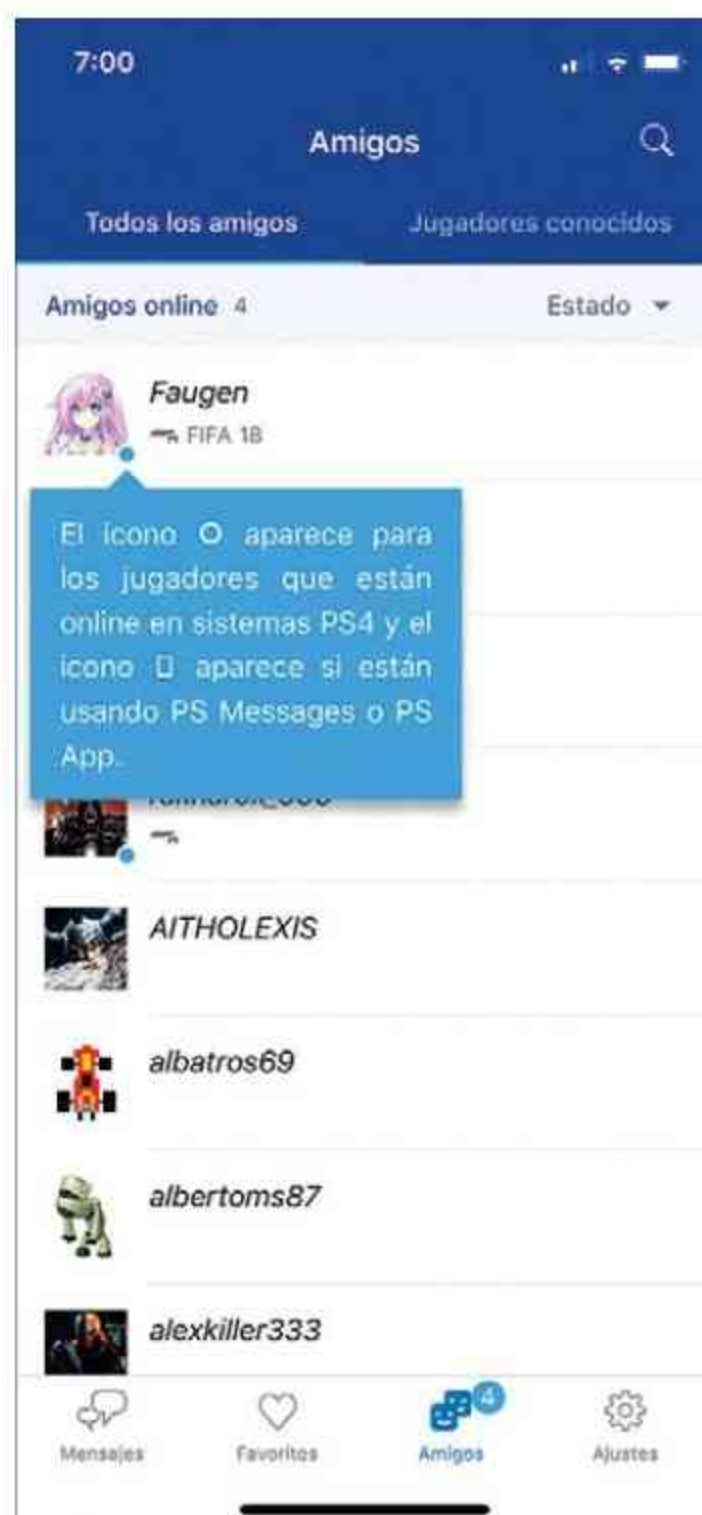 7:00
Amigos
Todos los amigos
Jugadores conocidos
Amigos online 4
Estado
Faugen
FIFA 18
El icono O aparece para
los jugadores que están
online en sistemas PS4 y el
icono ▯ aparece si están
usando PS Messages o PS
App.
AITHOLEXIS
albatros69
albertoms87
alexkiller333
4
Mensajes
Favoritos
Amigos
Ajustes